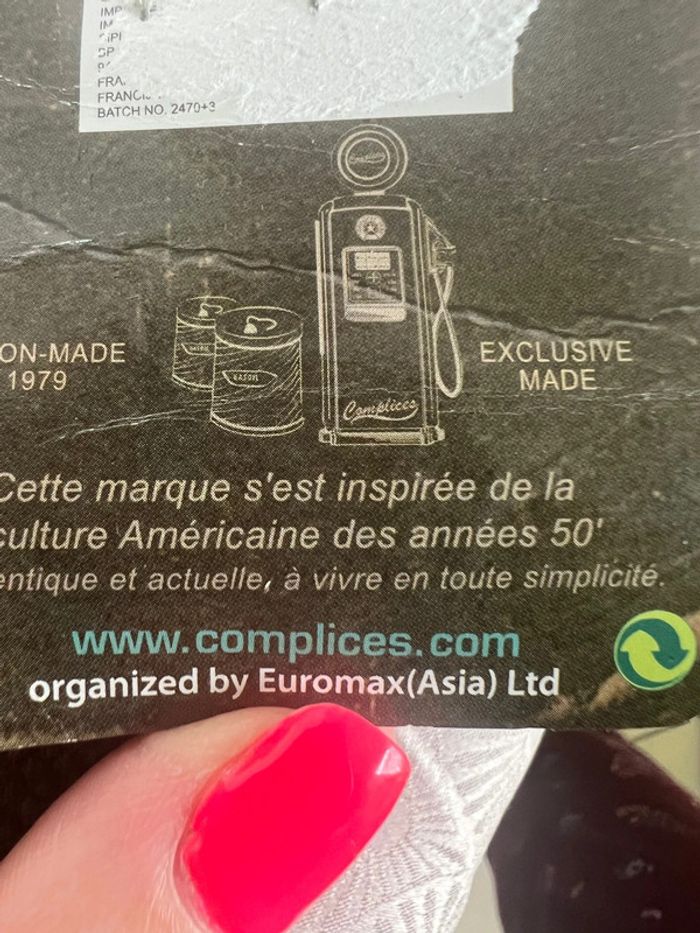 FRANCIS
BATCH NO. 2470+3
ON-MADE
1979
EXCLUSIVE
MADE
Complices
Cette marque s'est inspirée de la
culture Américaine des années 50'
entique et actuelle, à vivre en toute simplicité.
www.complices.com
organized by Euromax(Asia) Ltd